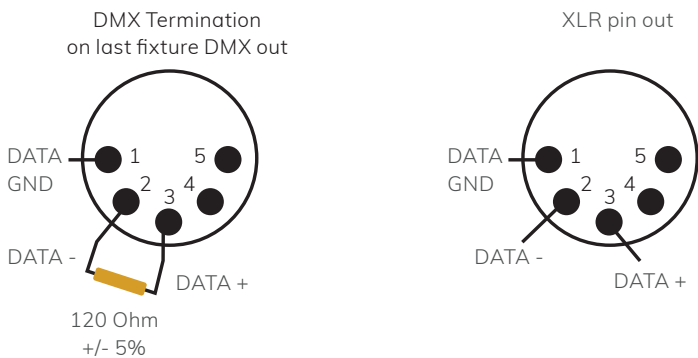 DMX Termination
on last fixture DMX out
DATA
GND
1
2
3
4
5
DATA -
DATA +
120 Ohm
+/- 5%
XLR pin out
DATA
GND
1
2
3
4
5
DATA -
DATA +